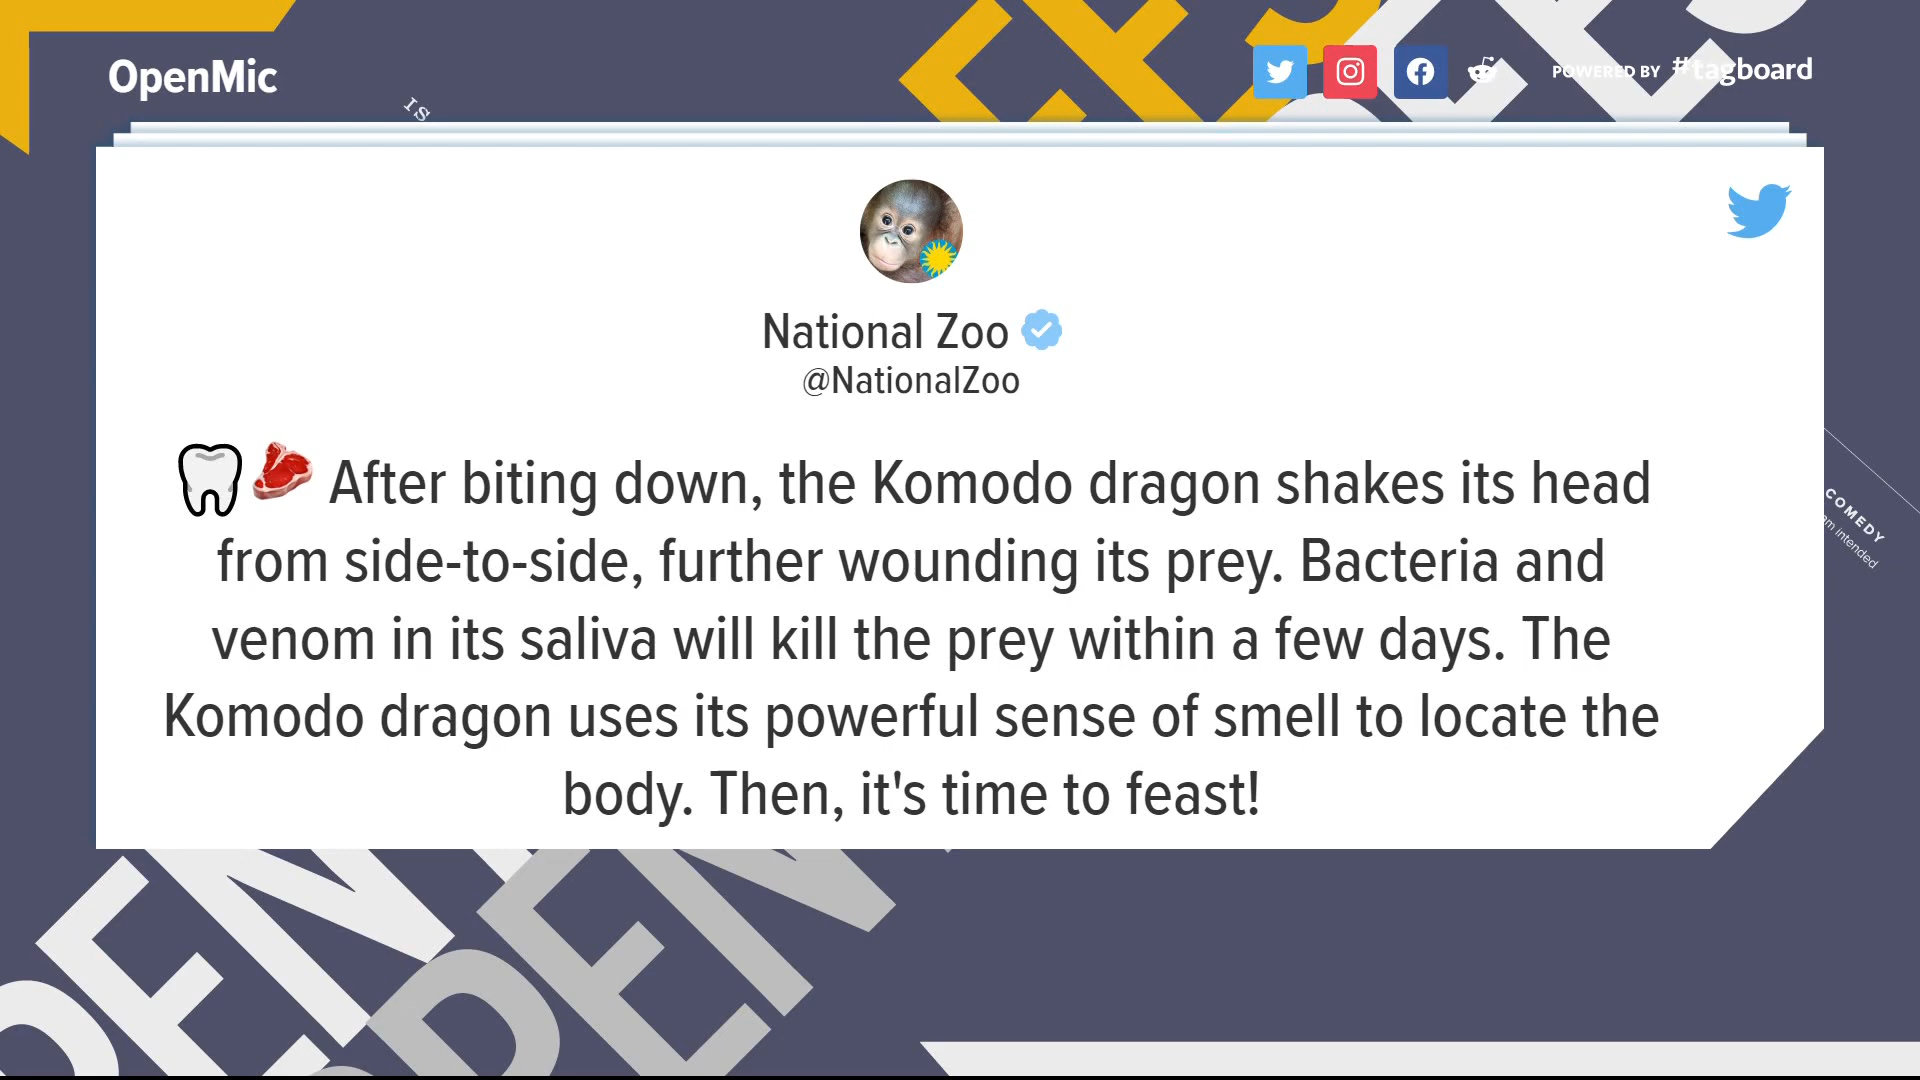 OpenMic
POWERED BY #tagboard
IS
National Zoo
@NationalZoo
🦷🥩 After biting down, the Komodo dragon shakes its head
from side-to-side, further wounding its prey. Bacteria and
venom in its saliva will kill the prey within a few days. The
Komodo dragon uses its powerful sense of smell to locate the
body. Then, it's time to feast!
COMEDY
intended